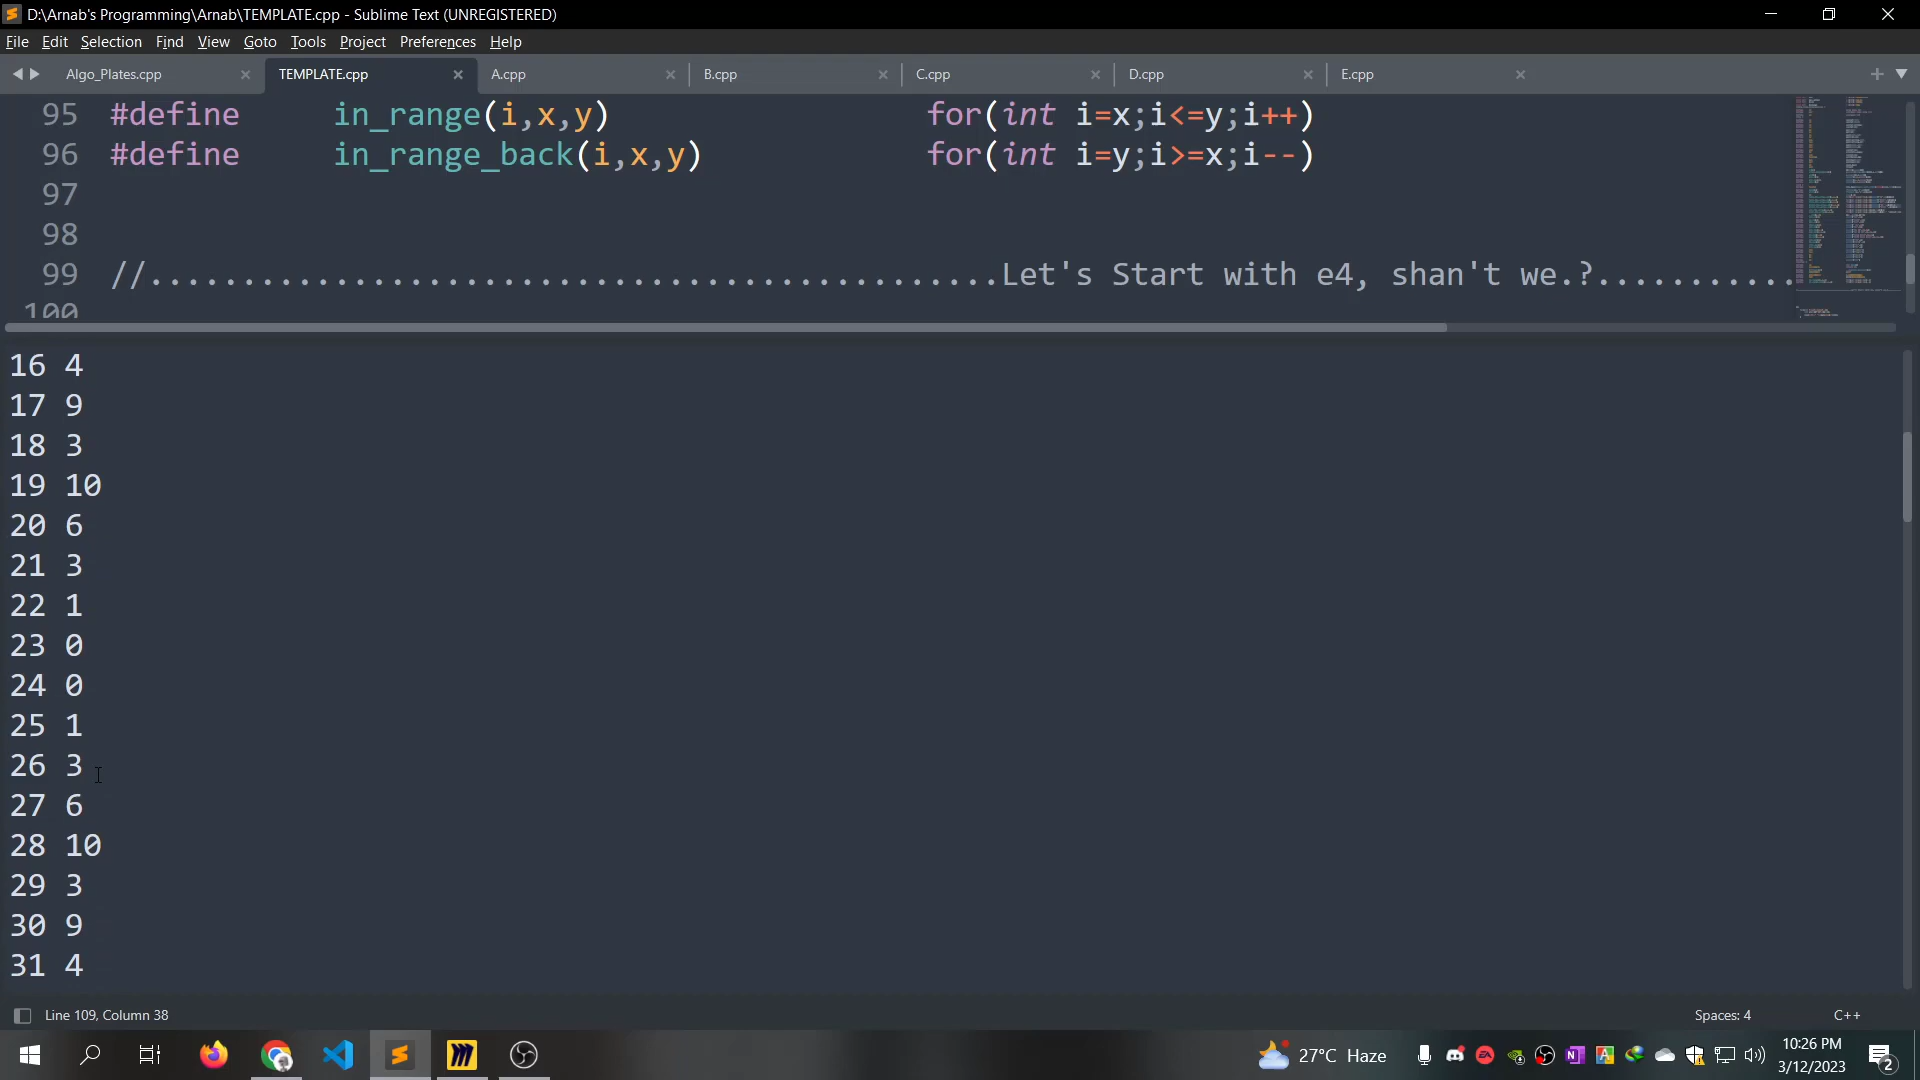 D:\Arnab's Programming\Arnab\TEMPLATE.cpp - Sublime Text (UNREGISTERED)
File Edit Selection Find View Goto Tools Project Preferences Help
Algo_Plates.cpp TEMPLATE.cpp A.cpp B.cpp C.cpp D.cpp E.cpp
95 #define in_range(i,x,y) for(int i=x;i<=y;i++)
96 #define in_range_back(i,x,y) for(int i=y;i>=x;i--)
97
98
99 //..............................................Let's Start with e4, shan't we.?...........
100
16 4
17 9
18 3
19 10
20 6
21 3
22 1
23 0
24 0
25 1
26 3
27 6
28 10
29 3
30 9
31 4
Line 109, Column 38 Spaces: 4 C++
27°C Haze
10:26 PM
3/12/2023
2